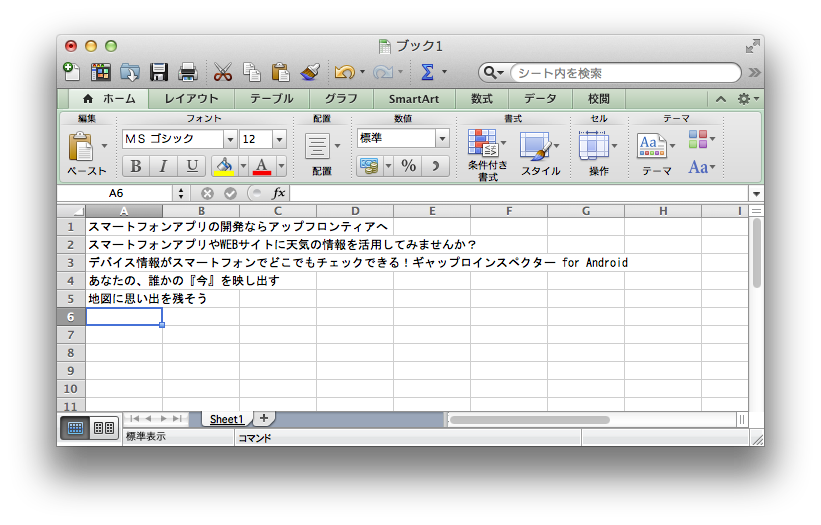 ブック1
シート内を検索
ホーム レイアウト テーブル グラフ SmartArt 数式 データ 校閲
編集 フォント 配置 数値 書式 セル テーマ
MS ゴシック 12 標準
ペースト B I U A 配置 % 条件付き書式 スタイル 操作 Aa テーマ Aa
A6 fx
A B C D E F G H I
1 スマートフォンアプリの開発ならアップフロンティアへ
2 スマートフォンアプリやWEBサイトに天気の情報を活用してみませんか？
3 デバイス情報がスマートフォンでどこでもチェックできる！ギャップロインスペクター for Android
4 あなたの、誰かの『今』を映し出す
5 地図に思い出を残そう
6
7
8
9
10
11
Sheet1
標準表示 コマンド